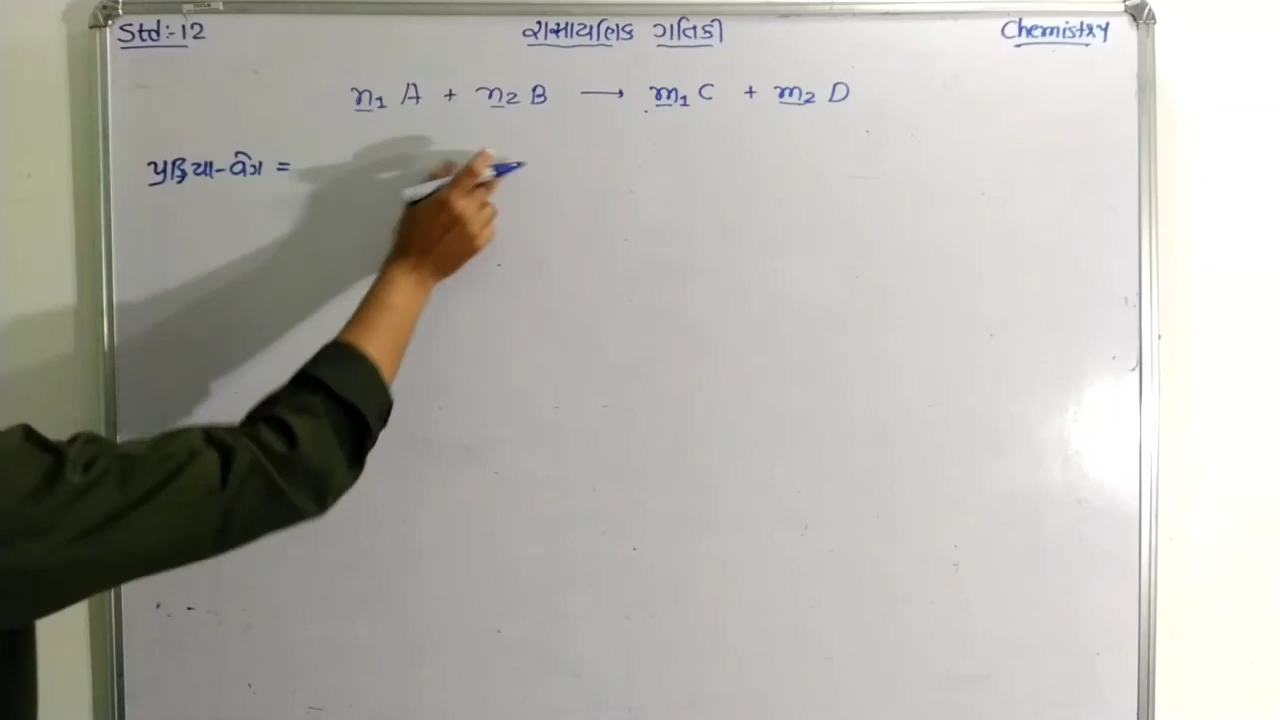 Std:-12 રાસાયણિક ગતિકી Chemistry
n₁ A + n₂ B ⟶ m₁ C + m₂ D
પ્રક્રિયા-વેગ =